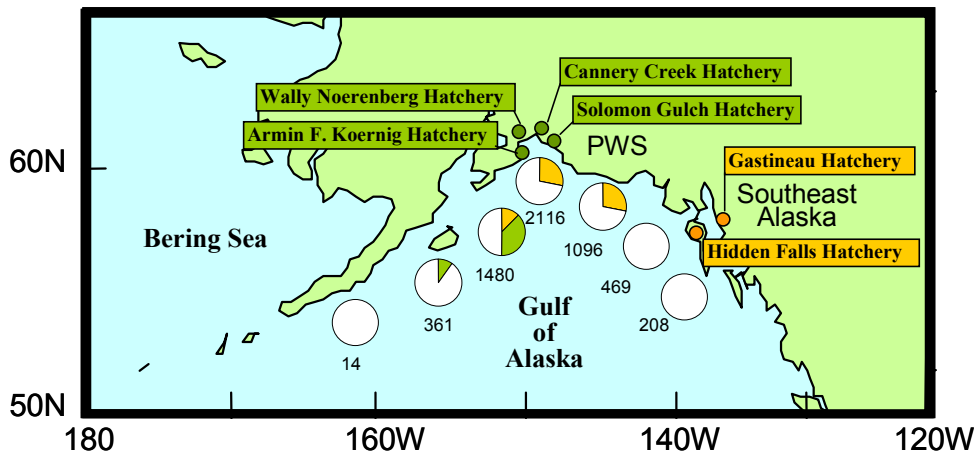 Cannery Creek Hatchery
Wally Noerenberg Hatchery
Solomon Gulch Hatchery
Armin F. Koernig Hatchery
PWS
60N
Gastineau Hatchery
Southeast
Alaska
2116
1096
Bering Sea
Hidden Falls Hatchery
1480
469
Gulf
of
Alaska
361
208
14
50N
180
160W
140W
120W